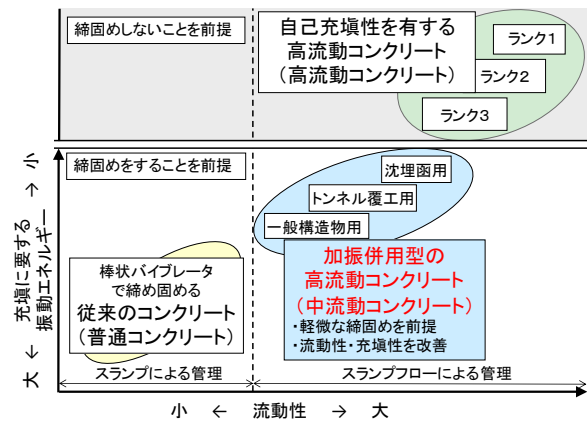 締固めしないことを前提
自己充填性を有する
高流動コンクリート
（高流動コンクリート）
ランク1
ランク2
ランク3
締固めをすることを前提
沈埋函用
トンネル覆工用
一般構造物用
加振併用型の
高流動コンクリート
（中流動コンクリート）
・軽微な締固めを前提
・流動性・充填性を改善
棒状バイブレータ
で締め固める
従来のコンクリート
（普通コンクリート）
大 ← 充填に要する → 小
振動エネルギー
スランプによる管理
スランプフローによる管理
小 ← 流動性 → 大